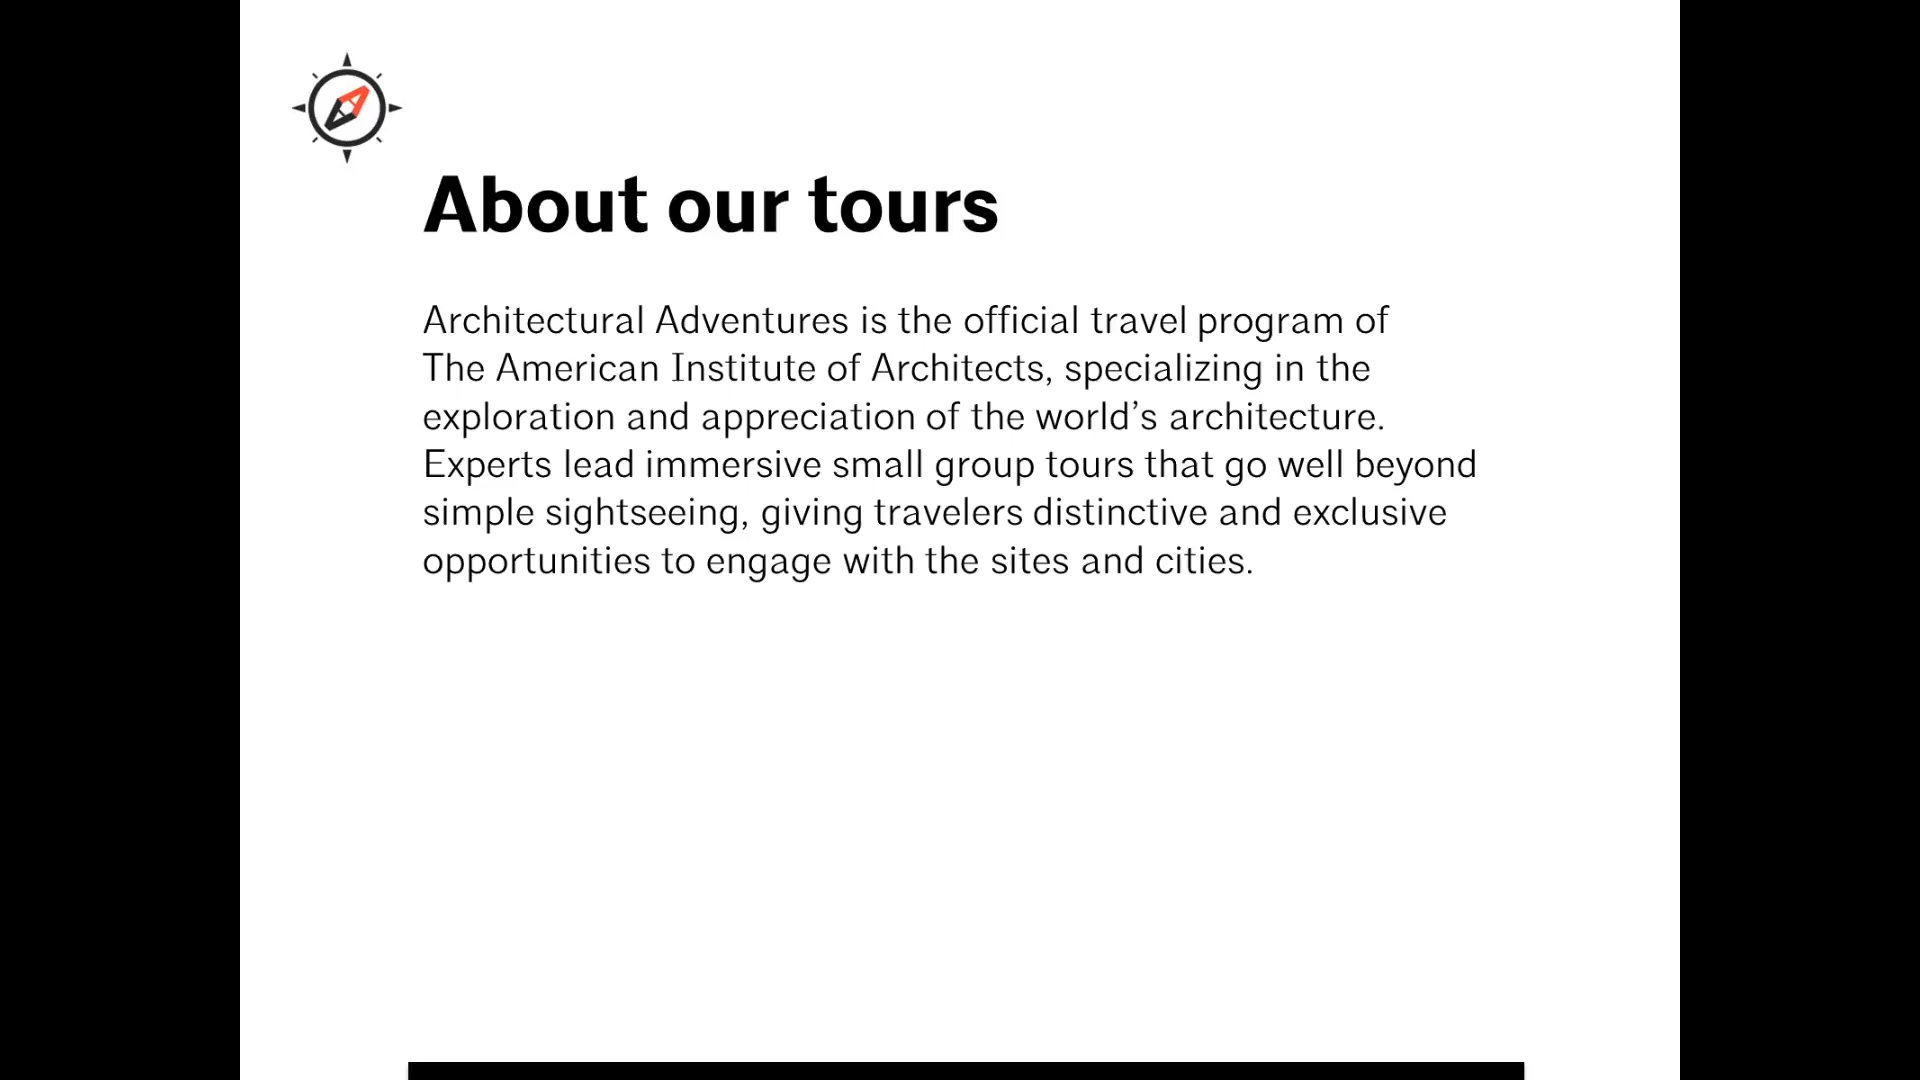 About our tours
Architectural Adventures is the official travel program of
The American Institute of Architects, specializing in the
exploration and appreciation of the world’s architecture.
Experts lead immersive small group tours that go well beyond
simple sightseeing, giving travelers distinctive and exclusive
opportunities to engage with the sites and cities.